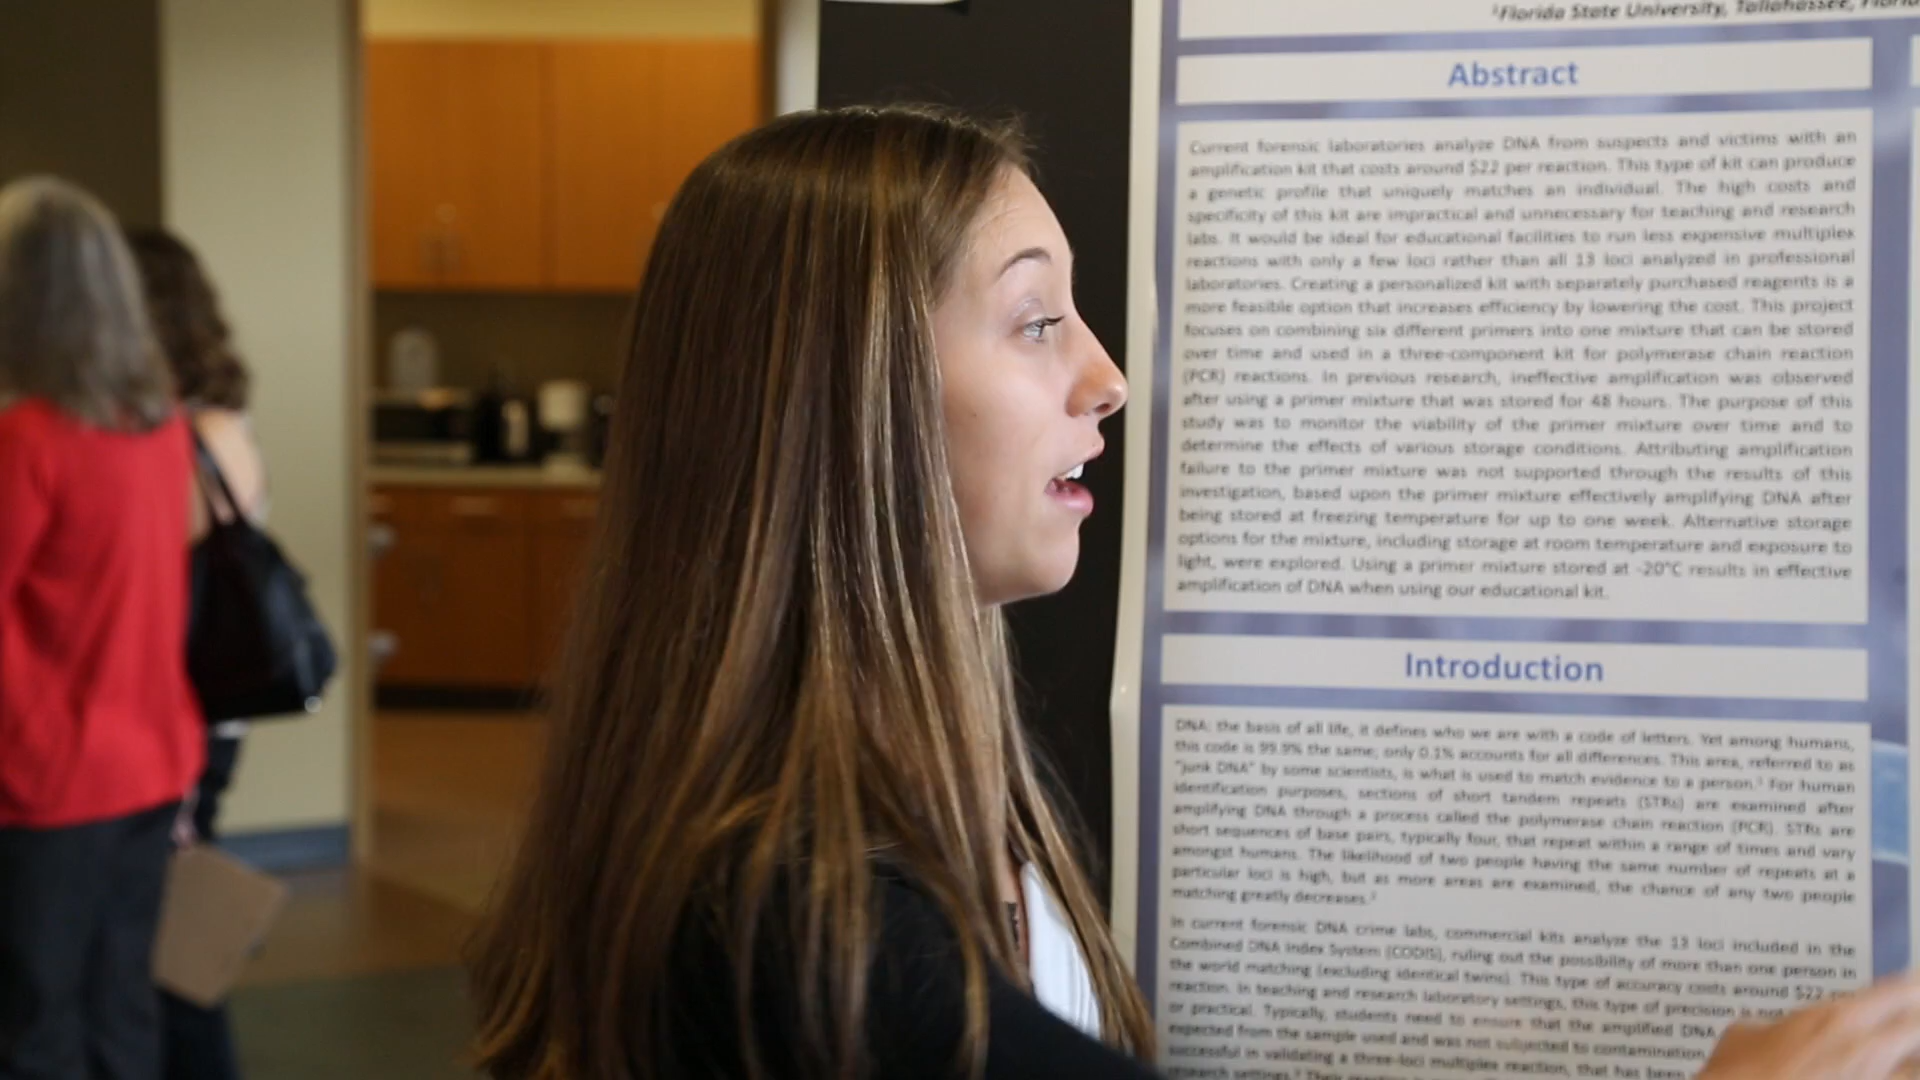 ¹Florida State University, Tallahassee,
Abstract
Current forensic laboratories analyze DNA from suspects and victims with an
amplification kit that costs around $22 per reaction. This type of kit can produce
a genetic profile that uniquely matches an individual. The high costs and
specificity of this kit are impractical and unnecessary for teaching and research
labs. It would be ideal for educational facilities to run less expensive multiplex
reactions with only a few loci rather than all 13 loci analyzed in professional
laboratories. Creating a personalized kit with separately purchased reagents is a
more feasible option that increases efficiency by lowering the cost. This project
focuses on combining six different primers into one mixture that can be stored
over time and used in a three-component kit for polymerase chain reaction
(PCR) reactions. In previous research, ineffective amplification was observed
after using a primer mixture that was stored for 48 hours. The purpose of this
study was to monitor the viability of the primer mixture over time and to
determine the effects of various storage conditions. Attributing amplification
failure to the primer mixture was not supported through the results of this
investigation, based upon the primer mixture effectively amplifying DNA after
being stored at freezing temperature for up to one week. Alternative storage
options for the mixture, including storage at room temperature and exposure to
light, were explored. Using a primer mixture stored at -20°C results in effective
amplification of DNA when using our educational kit.
Introduction
DNA: the basis of all life, it defines who we are with a code of letters. Yet among humans,
this code is 99.9% the same; only 0.1% accounts for all differences. This area, referred to as
"junk DNA" by some scientists, is what is used to match evidence to a person.¹ For human
identification purposes, sections of short tandem repeats (STRs) are examined after
amplifying DNA through a process called the polymerase chain reaction (PCR). STRs are
short sequences of base pairs, typically four, that repeat within a range of times and vary
amongst humans. The likelihood of two people having the same number of repeats at a
particular loci is high, but as more areas are examined, the chance of any two people
matching greatly decreases.²
In current forensic DNA crime labs, commercial kits analyze the 13 loci included in the
Combined DNA Index System (CODIS), ruling out the possibility of more than one person in
the world matching (excluding identical twins). This type of accuracy costs around $22 per
reaction. In teaching and research laboratory settings, this type of precision is not
or practical. Typically, students need to ensure that the amplified DNA
expected from the sample used and was not subjected to contamination.
successful in validating a three-loci multiplex reaction, that has been
research settings.³ Their